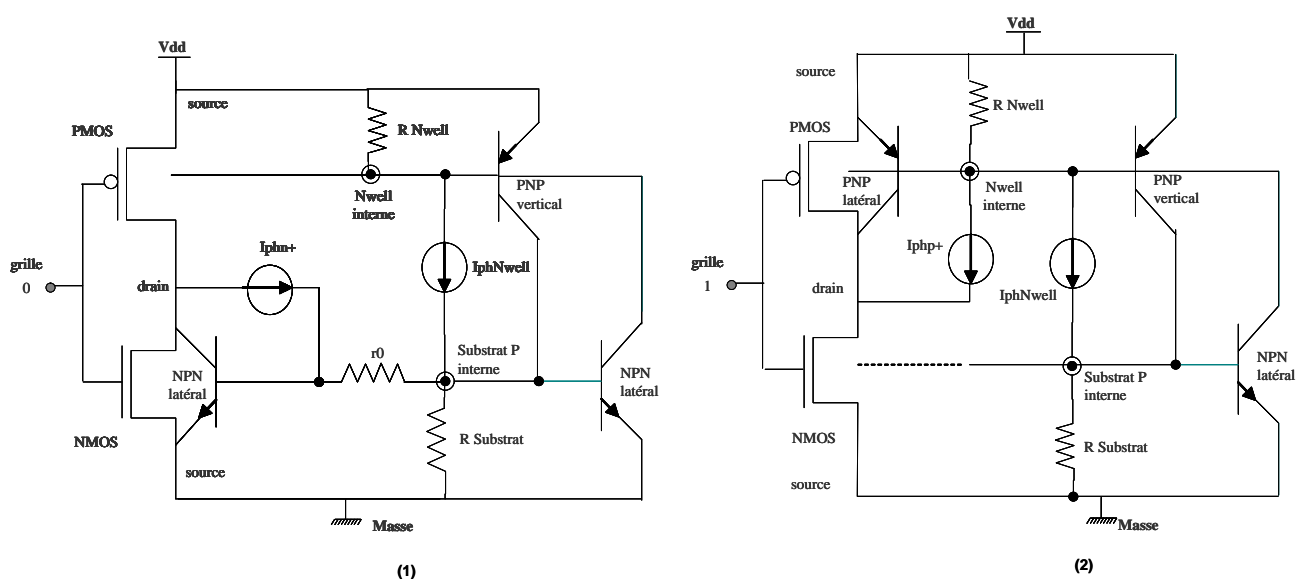 Vdd
source
PMOS
R Nwell
Nwell
interne
PNP
vertical
Iphn+
IphNwell
grille
0
drain
r0
Substrat P
interne
NPN
latéral
NPN
latéral
R Substrat
NMOS
source
Masse
(1)
Vdd
source
R Nwell
PMOS
PNP
latéral
Nwell
interne
PNP
vertical
Iphp+
IphNwell
grille
1
drain
Substrat P
interne
NPN
latéral
NMOS
R Substrat
source
Masse
(2)